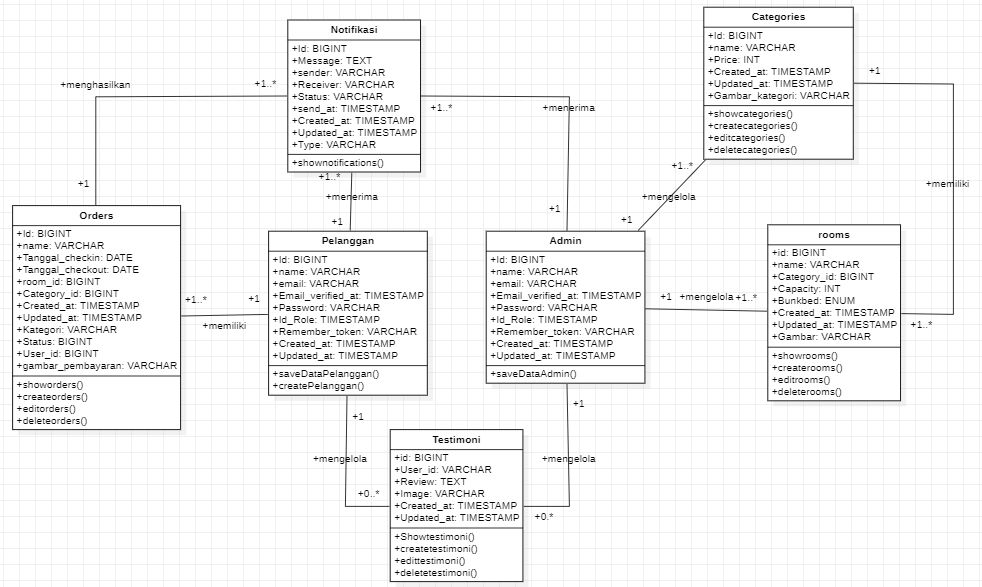 Notifikasi
+Id: BIGINT
+Message: TEXT
+sender: VARCHAR
+Receiver: VARCHAR
+Status: VARCHAR
+send_at: TIMESTAMP
+Created_at: TIMESTAMP
+Updated_at: TIMESTAMP
+Type: VARCHAR
+shownotifications()
Categories
+Id: BIGINT
+name: VARCHAR
+Price: INT
+Created_at: TIMESTAMP
+Updated_at: TIMESTAMP
+Gambar_kategori: VARCHAR
+showcategories()
+createcategories()
+editcategories()
+deletecategories()
+menghasilkan
+1..*
+1
+1..*
+menerima
+1
+1..*
+menerima
+1
+1..*
+mengelola
+1
+1
+memiliki
+1..*
Orders
+Id: BIGINT
+name: VARCHAR
+Tanggal_checkin: DATE
+Tanggal_checkout: DATE
+room_id: BIGINT
+Category_id: BIGINT
+Created_at: TIMESTAMP
+Updated_at: TIMESTAMP
+Kategori: VARCHAR
+Status: BIGINT
+User_id: BIGINT
+gambar_pembayaran: VARCHAR
+showorders()
+createorders()
+editorders()
+deleteorders()
+1..*
+1
+memiliki
Pelanggan
+Id: BIGINT
+name: VARCHAR
+email: VARCHAR
+Email_verified_at: TIMESTAMP
+Password: VARCHAR
+Id_Role: TIMESTAMP
+Remember_token: VARCHAR
+Created_at: TIMESTAMP
+Updated_at: TIMESTAMP
+saveDataPelanggan()
+createPelanggan()
Admin
+Id: BIGINT
+name: VARCHAR
+email: VARCHAR
+Email_verified_at: TIMESTAMP
+Password: VARCHAR
+Id_Role: TIMESTAMP
+Remember_token: VARCHAR
+Created_at: TIMESTAMP
+Updated_at: TIMESTAMP
+saveDataAdmin()
+1 +mengelola +1..*
rooms
+id: BIGINT
+name: VARCHAR
+Category_id: BIGINT
+Capacity: INT
+Bunkbed: ENUM
+Created_at: TIMESTAMP
+Updated_at: TIMESTAMP
+Gambar: VARCHAR
+showrooms()
+createrooms()
+editrooms()
+deleterooms()
+1
+mengelola
+0..*
+1
+mengelola
+0.*
Testimoni
+id: BIGINT
+User_id: VARCHAR
+Review: TEXT
+Image: VARCHAR
+Created_at: TIMESTAMP
+Updated_at: TIMESTAMP
+Showtestimoni()
+createtestimoni()
+edittestimoni()
+deletetestimoni()